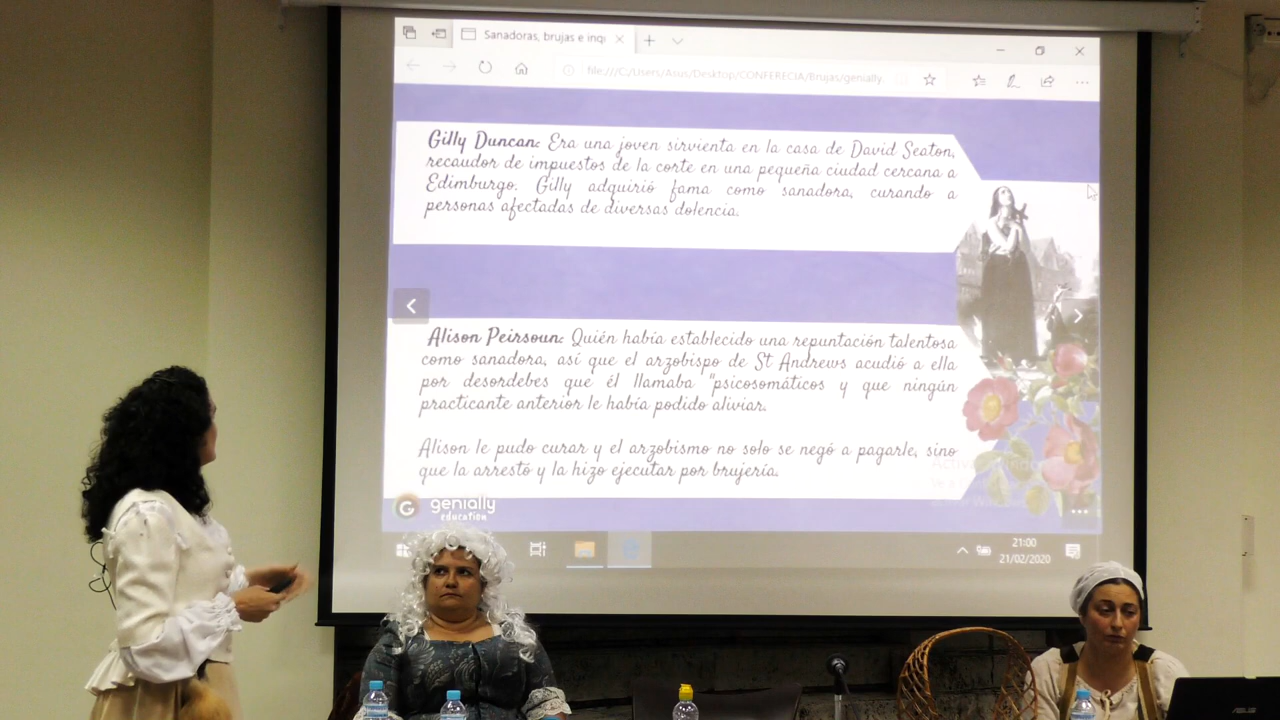 Sanadoras, brujas e inqu
file:///C:/Users/Asus/Desktop/CONFERECIA/Brujas/genially.
Gilly Duncan: Era una joven sirvienta en la casa de David Seaton,
recaudor de impuestos de la corte en una pequeña ciudad cercana a
Edimburgo. Gilly adquirió fama como sanadora, curando a
personas afectadas de diversas dolencia.
Alison Peirsoun: Quién había establecido una repuntación talentosa
como sanadora, así que el arzobispo de St Andrews acudió a ella
por desordebes que él llamaba "psicosomáticos y que ningún
practicante anterior le había podido aliviar.
Alison le pudo curar y el arzobismo no solo se negó a pagarle, sino
que la arrestó y la hizo ejecutar por brujería.
G genially
education
21:00
21/02/2020
ASUS